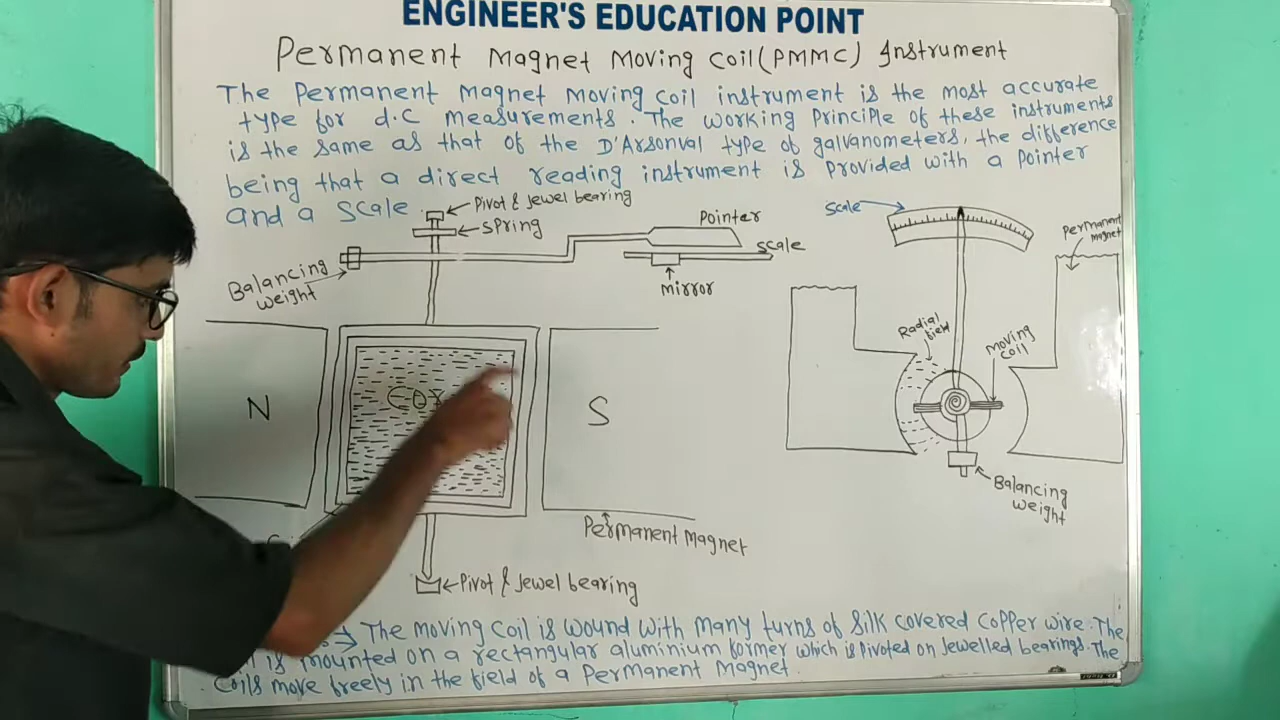 ENGINEER'S EDUCATION POINT
Permanent Magnet Moving Coil (PMMC) Instrument
The Permanent Magnet Moving Coil instrument is the most accurate
type for d.c measurements. The working principle of these instruments
is the same as that of the D'Arsonval type of galvanometers, the difference
being that a direct reading instrument is provided with a pointer
and a scale
Pivot & Jewel bearing
Spring
Pointer
scale
Balancing
weight
Mirror
Scale
Permanent
magnet
Radial
field
Moving
coil
N
S
Balancing
weight
Permanent Magnet
Pivot & Jewel bearing
The moving coil is wound with many turns of silk covered copper wire. The
is mounted on a rectangular aluminium former which is pivoted on jewelled bearings. The
coils move freely in the field of a Permanent Magnet.